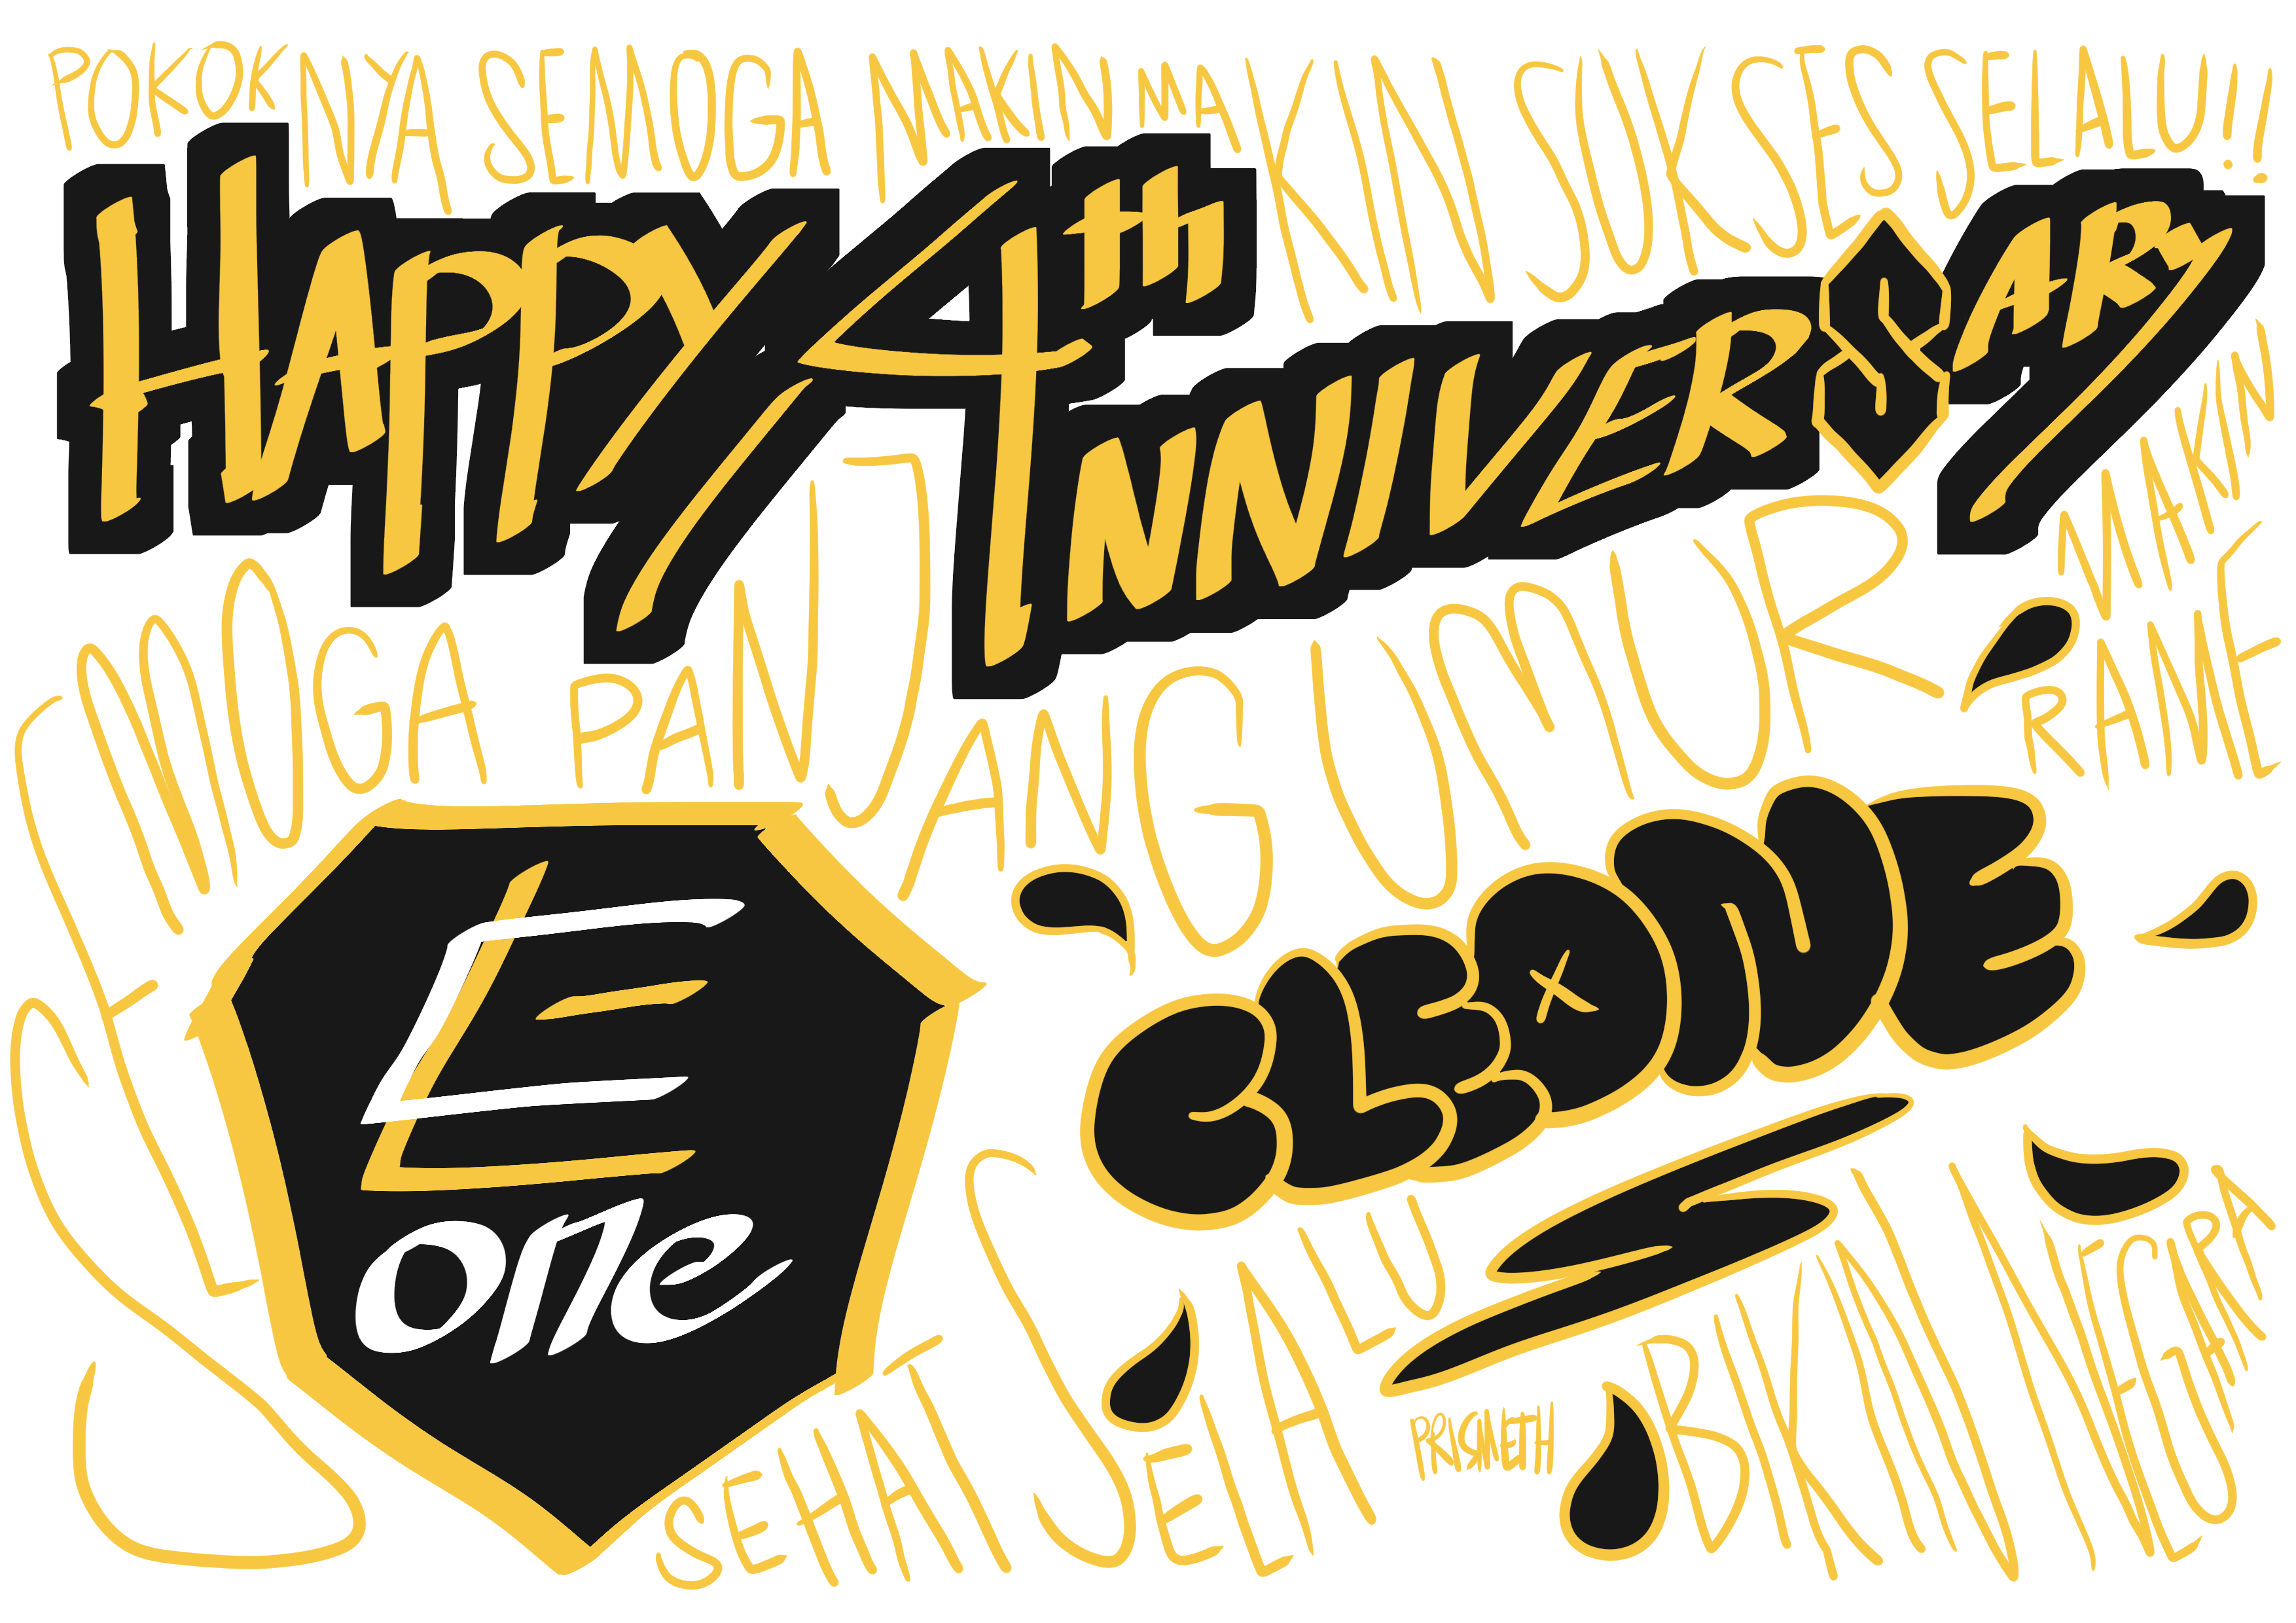 POKOKNYA SEMOGA MAKIN MAKIN SUKSES SELALU!!
HAPPY 4th ANNIVERSARY
SEMOGA PANJANG UMUR
MAKIN
RAME
LE
one
CLEONE
S
SEHAT SELALU
BIKIN NEGARA